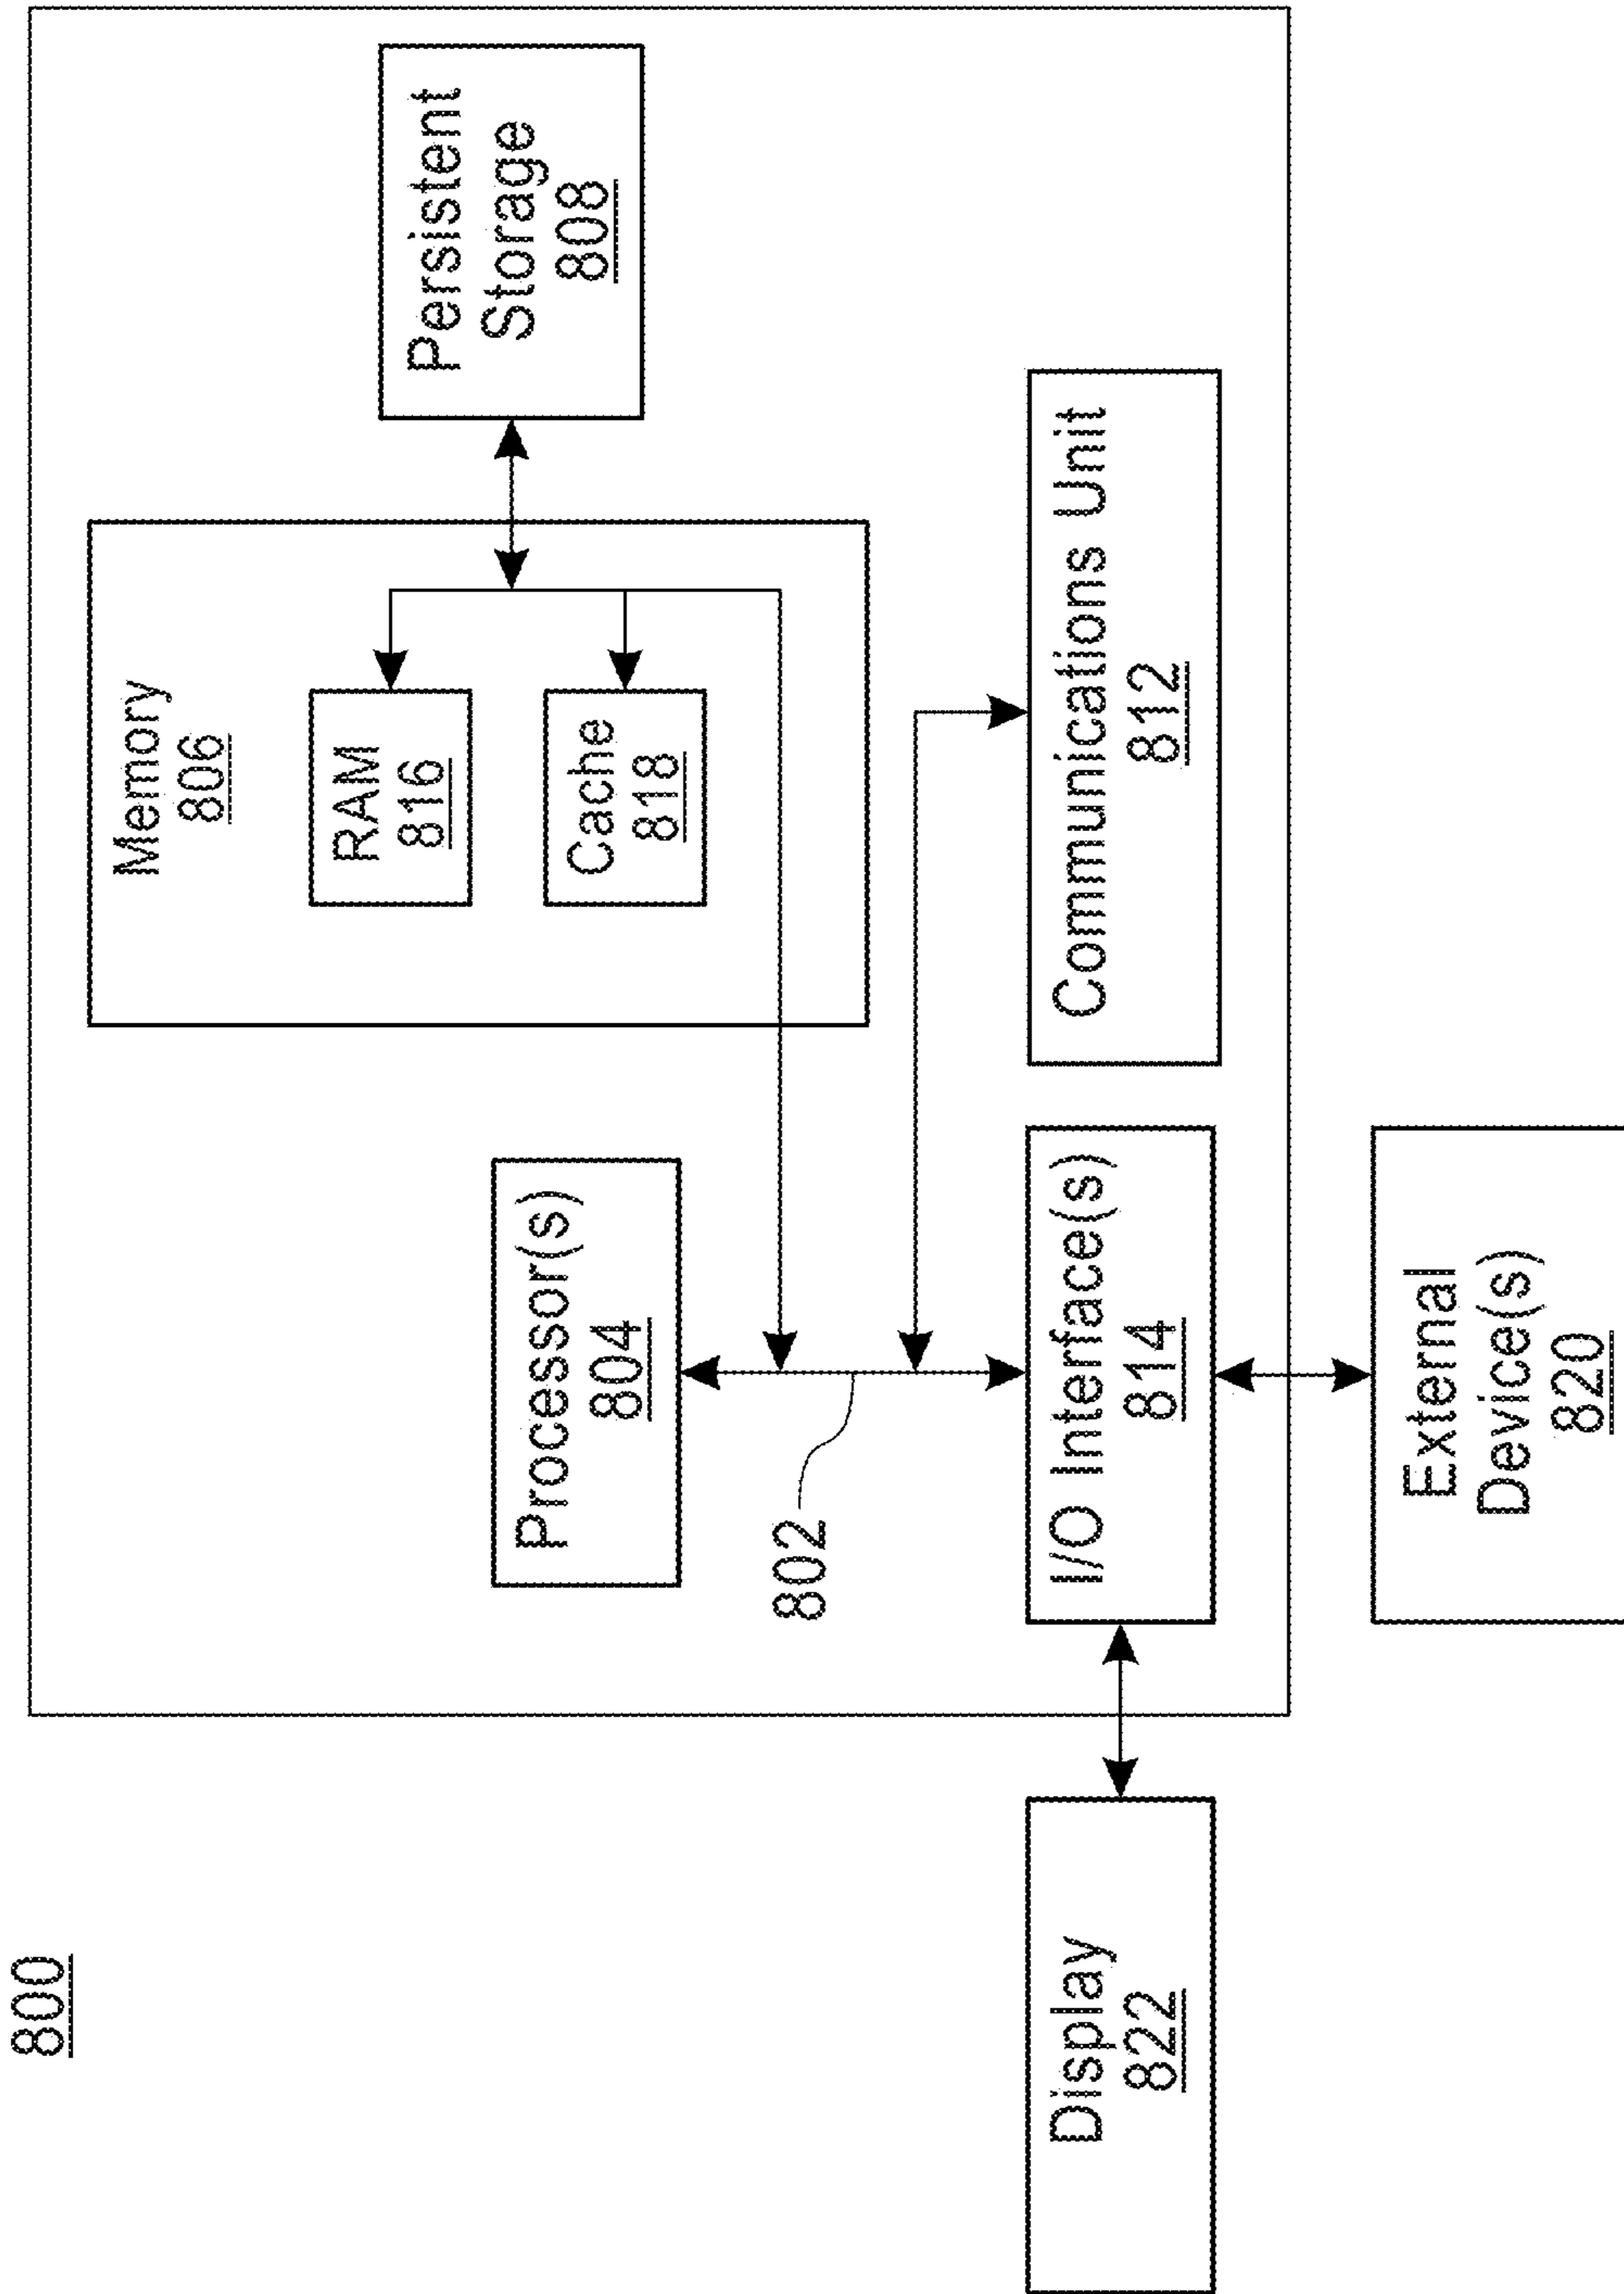 800
Memory
806
RAM
816
Cache
818
Persistent
Storage
808
Processor(s)
804
802
Display
822
I/O Interface(s)
814
Communications Unit
812
External
Device(s)
820